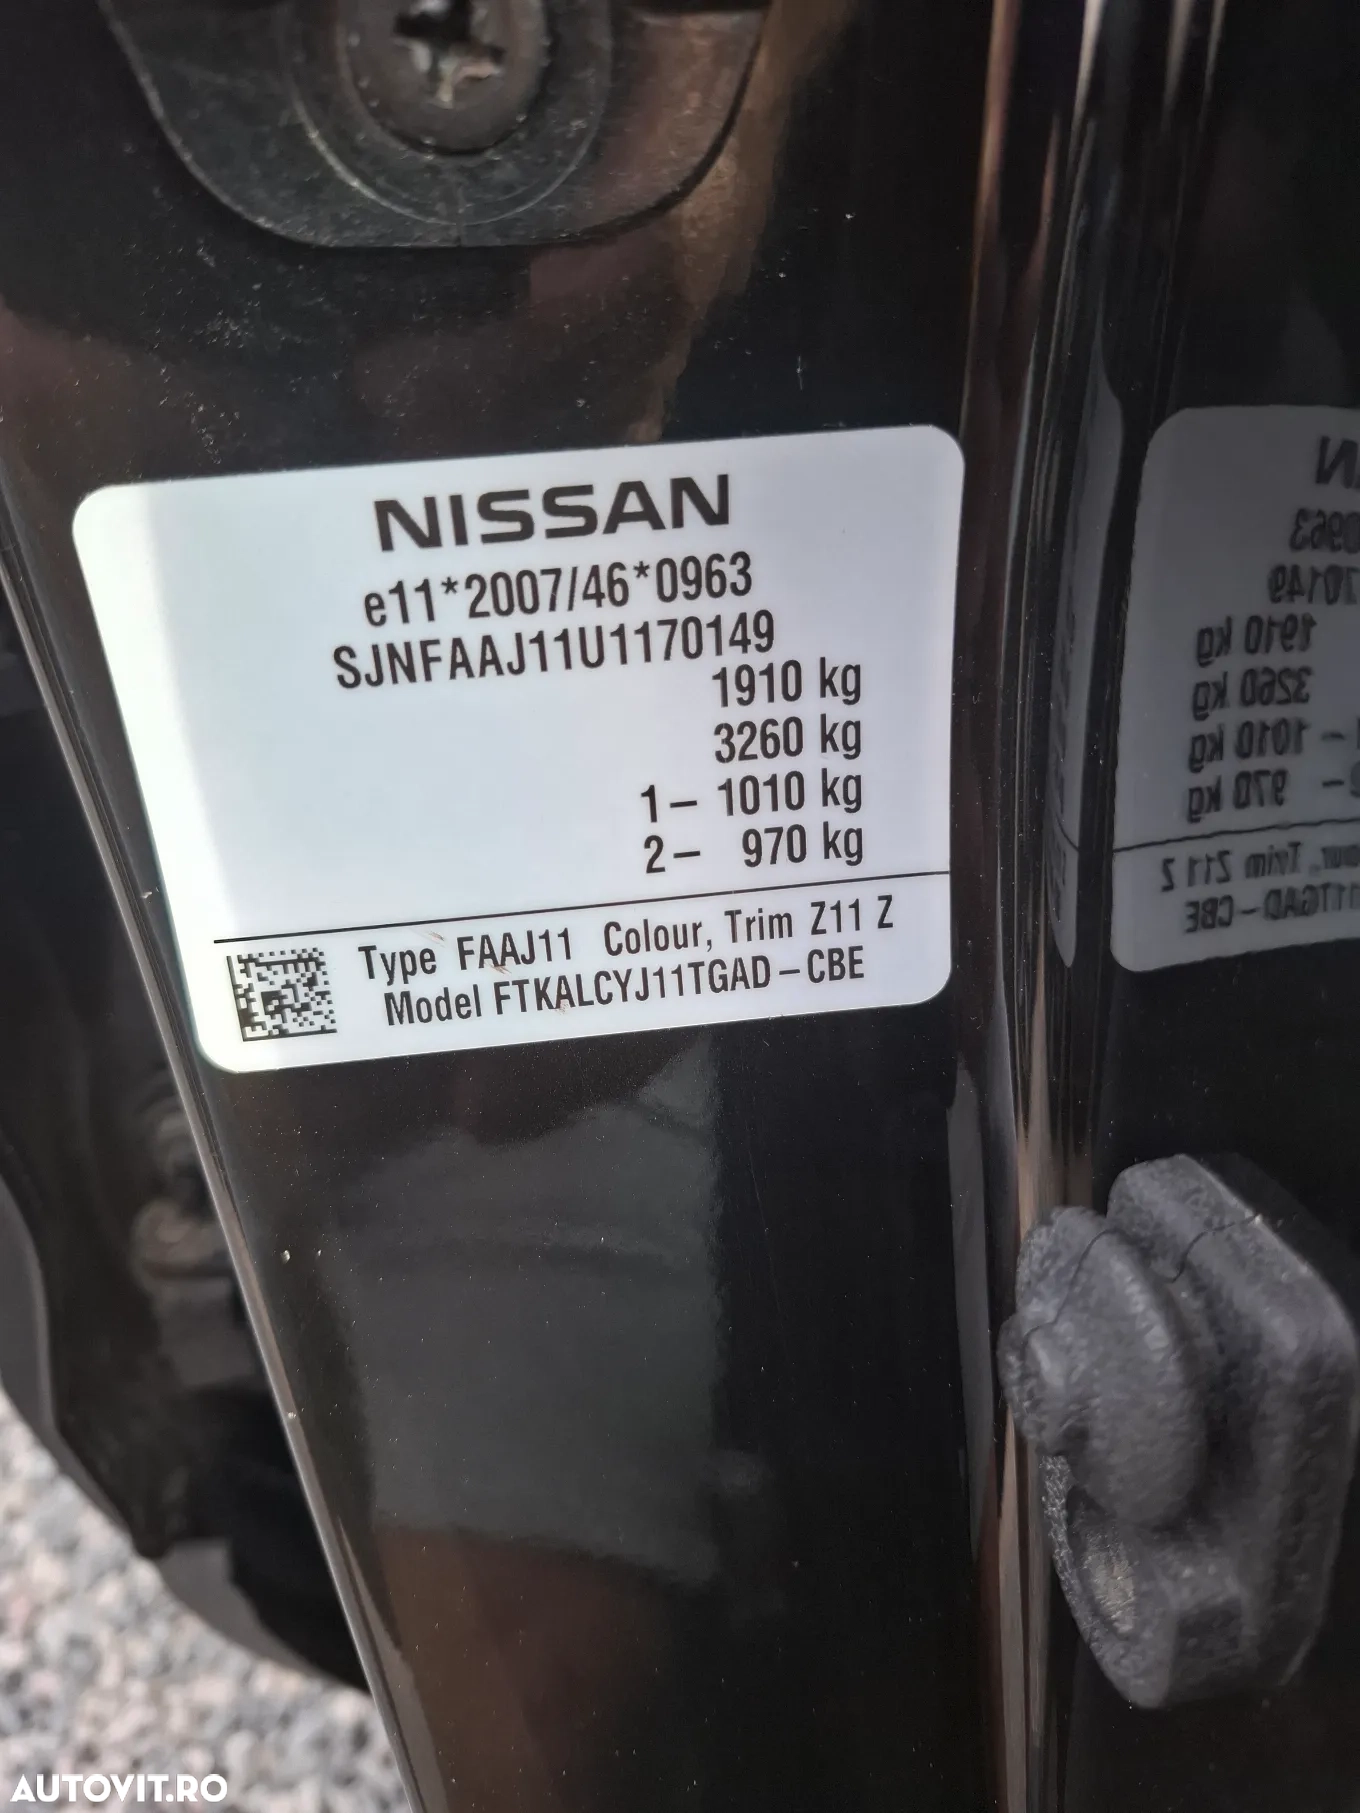 NISSAN
e11*2007/46*0963
SJNFAAJ11U1170149
1910 kg
3260 kg
1– 1010 kg
2– 970 kg
Type FAAJ11 Colour, Trim Z11 Z
Model FTKALCYJ11TGAD–CBE
AUTOVIT.RO